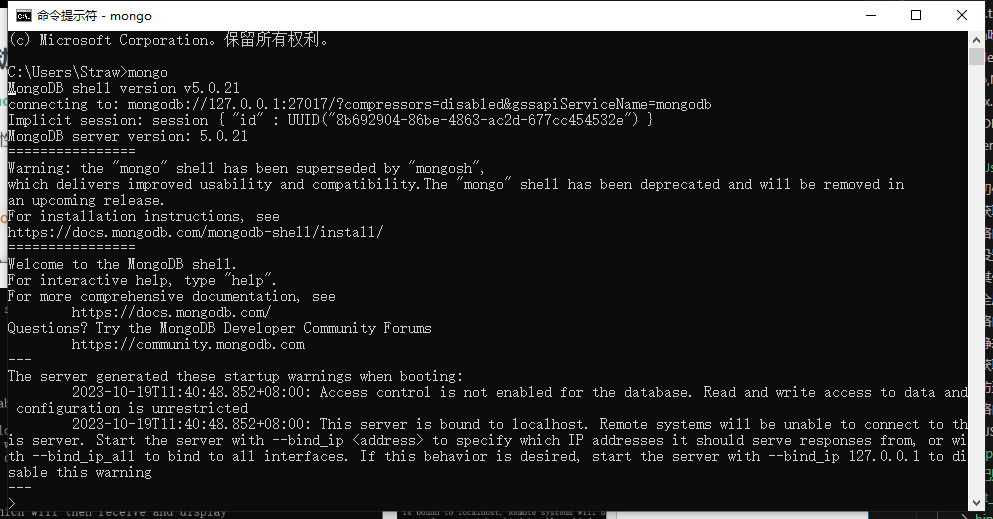 命令提示符 - mongo
(c) Microsoft Corporation。保留所有权利。
C:\Users\Straw>mongo
MongoDB shell version v5.0.21
connecting to: mongodb://127.0.0.1:27017/?compressors=disabled&gssapiServiceName=mongodb
Implicit session: session { "id" : UUID("8b692904-86be-4863-ac2d-677cc454532e") }
MongoDB server version: 5.0.21
================
Warning: the "mongo" shell has been superseded by "mongosh",
which delivers improved usability and compatibility.The "mongo" shell has been deprecated and will be removed in
an upcoming release.
For installation instructions, see
https://docs.mongodb.com/mongodb-shell/install/
================
Welcome to the MongoDB shell.
For interactive help, type "help".
For more comprehensive documentation, see
https://docs.mongodb.com/
Questions? Try the MongoDB Developer Community Forums
https://community.mongodb.com
---
The server generated these startup warnings when booting:
2023-10-19T11:40:48.852+08:00: Access control is not enabled for the database. Read and write access to data and
configuration is unrestricted
2023-10-19T11:40:48.852+08:00: This server is bound to localhost. Remote systems will be unable to connect to th
is server. Start the server with --bind_ip <address> to specify which IP addresses it should serve responses from, or wi
th --bind_ip_all to bind to all interfaces. If this behavior is desired, start the server with --bind_ip 127.0.0.1 to di
sable this warning
---
>